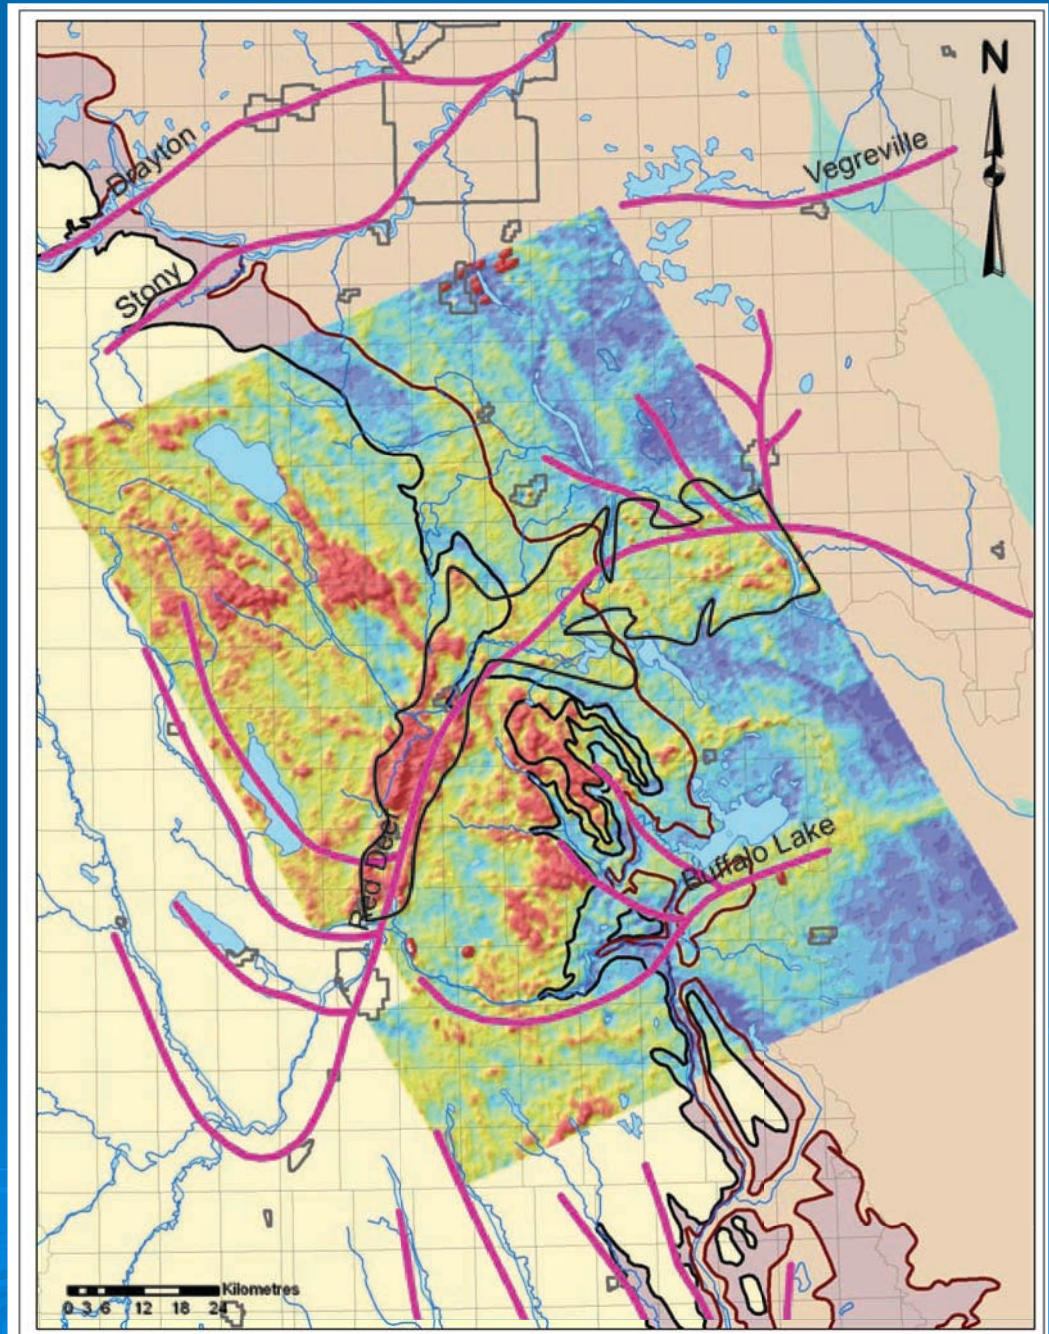 N
Drayton
Vegreville
Stony
Red Deer
Buffalo Lake
Kilometres
0 3 6 12 18 24